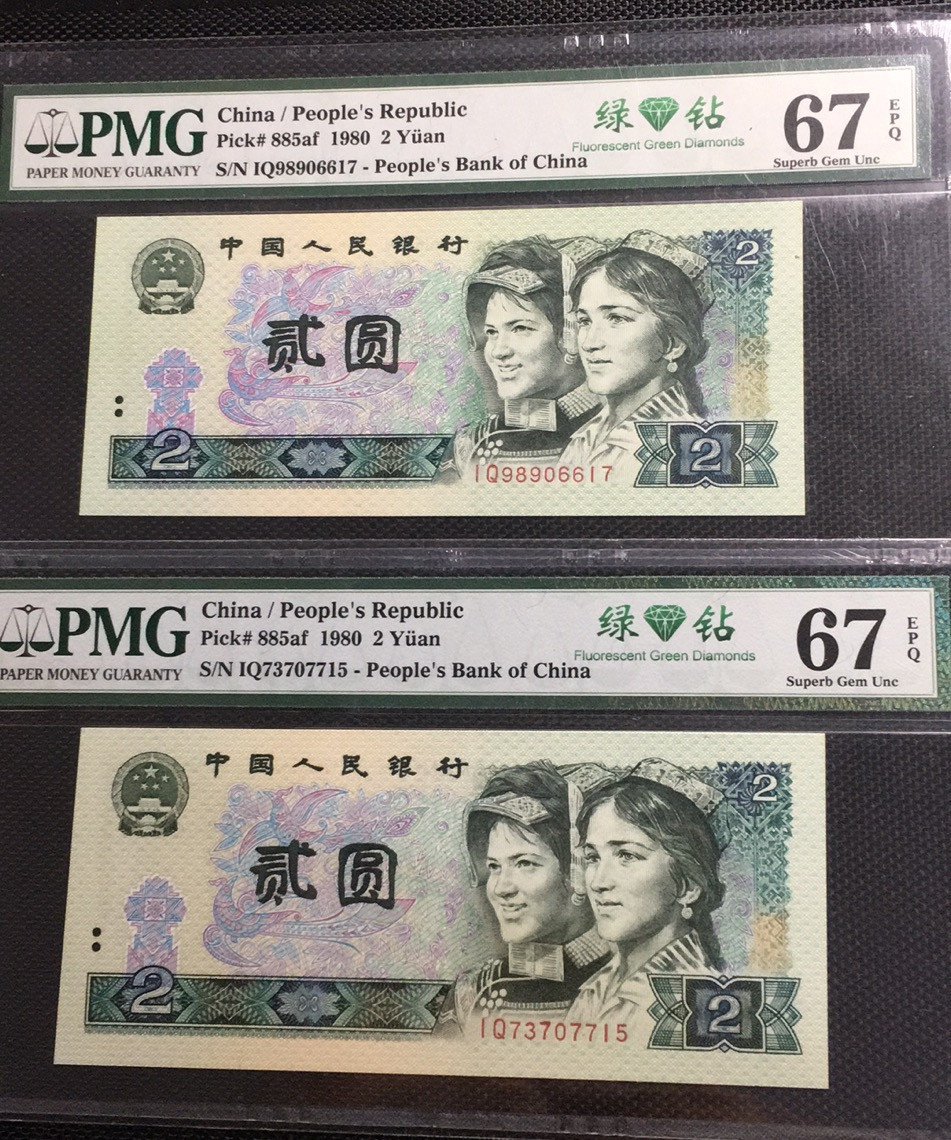 PMG
PAPER MONEY GUARANTY
China / People's Republic
Pick# 885af 1980 2 Yüan
S/N IQ98906617 - People's Bank of China
绿 钻
Fluorescent Green Diamonds
67
EPQ
Superb Gem Unc
中国人民银行
2
贰圆
2
IQ98906617
2
PMG
PAPER MONEY GUARANTY
China / People's Republic
Pick# 885af 1980 2 Yüan
S/N IQ73707715 - People's Bank of China
绿 钻
Fluorescent Green Diamonds
67
EPQ
Superb Gem Unc
中国人民银行
2
贰圆
2
IQ73707715
2